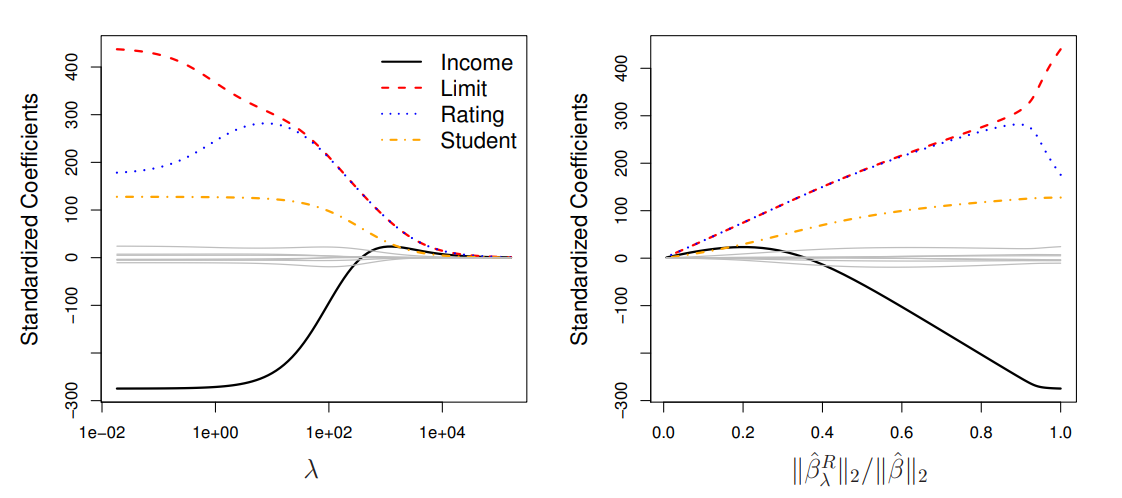 Standardized Coefficients
400
300
200
100
0
−100
−300
1e−02
1e+00
1e+02
1e+04
λ
Income
Limit
Rating
Student
Standardized Coefficients
400
300
200
100
0
−100
−300
0.0
0.2
0.4
0.6
0.8
1.0
‖β̂λᴿ‖₂/‖β̂‖₂